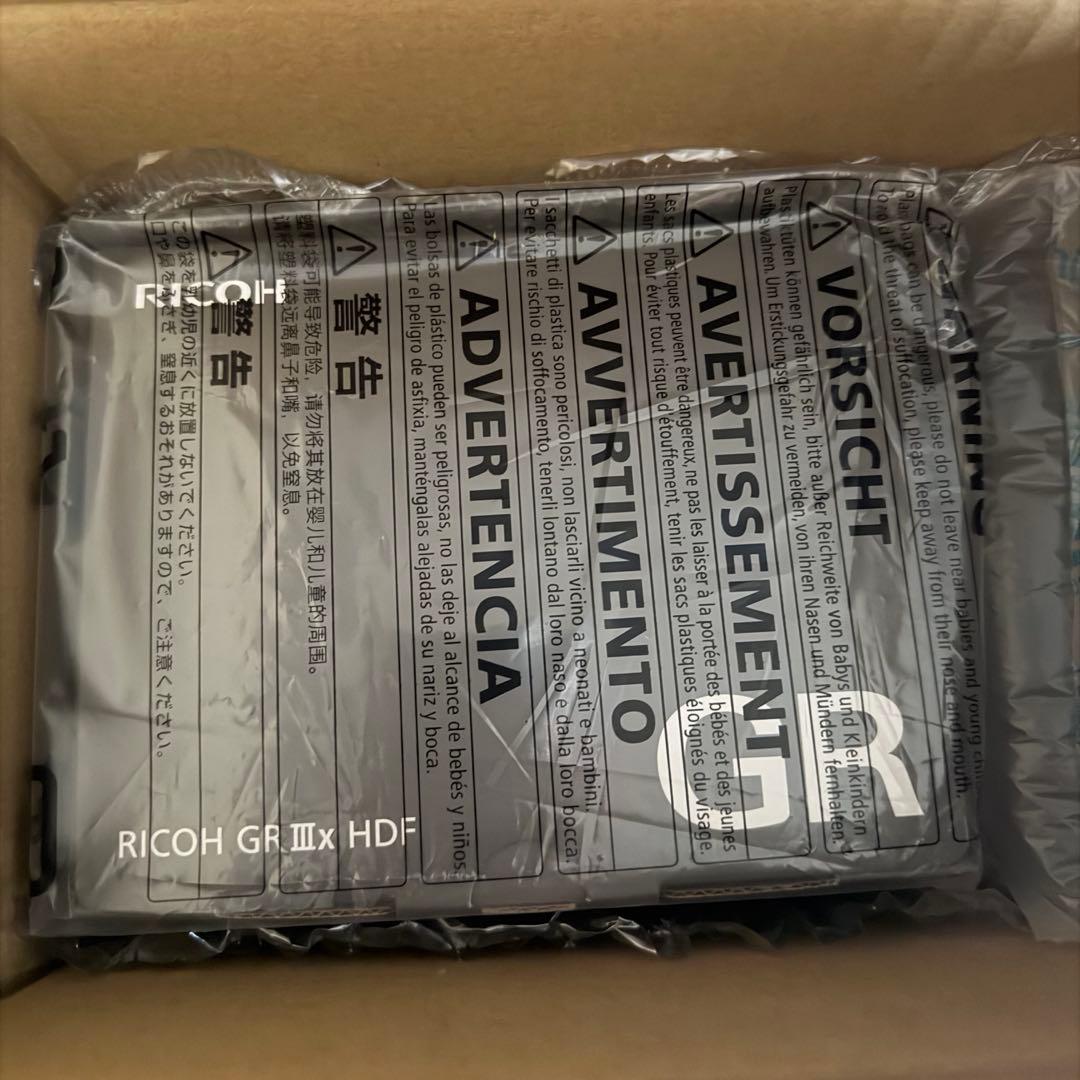 RICOH
GR
RICOH GR IIIx HDF
WARNING
Plastic bags can be dangerous, please do not leave near babies and young
To avoid the threat of suffocation, please keep away from their nose and mouth.
VORSICHT
Plastiktüten können gefährlich sein, bitte außer Reichweite von Babys und Kleinkindern
aufbewahren. Um Erstickungsgefahr zu vermeiden, von ihren Nasen und Mündern fernhalten.
AVERTISSEMENT
Les sacs plastiques peuvent être dangereux, ne pas les laisser à la portée des bébés et des jeunes
enfants. Pour éviter tout risque d'étouffement, tenir les sacs plastiques éloignés du visage.
AVVERTIMENTO
I sacchetti di plastica sono pericolosi, non lasciarli vicino a neonati e bambini.
Per evitare rischio di soffocamento, tenerli lontano dal loro naso e dalla loro bocca.
ADVERTENCIA
Las bolsas de plástico pueden ser peligrosas, no las deje al alcance de bebés y niños.
Para evitar el peligro de asfixia, manténgalas alejadas de su nariz y boca.
警告
塑料袋可能导致危险，请勿将其放在婴儿和儿童的周围。
请将塑料袋远离鼻子和嘴，以免窒息。
警告
この袋を乳幼児の近くに放置しないでください。
口や鼻をふさぎ、窒息するおそれがありますので、ご注意ください。